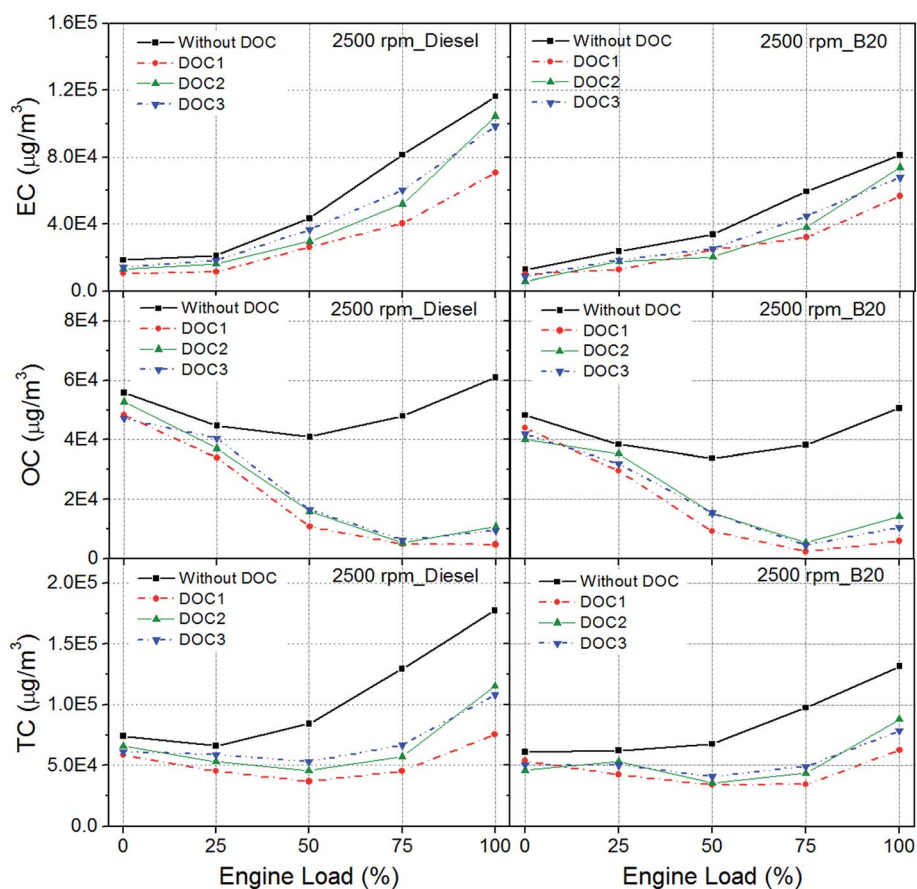 1.6E5
1.2E5
8.0E4
4.0E4
0.0
EC (µg/m³)
Without DOC
DOC1
DOC2
DOC3
2500 rpm_Diesel
Without DOC
DOC1
DOC2
DOC3
2500 rpm_B20
8E4
6E4
4E4
2E4
0
OC (µg/m³)
Without DOC
DOC1
DOC2
DOC3
2500 rpm_Diesel
Without DOC
DOC1
DOC2
DOC3
2500 rpm_B20
2.0E5
1.5E5
1.0E5
5.0E4
0.0
TC (µg/m³)
Without DOC
DOC1
DOC2
DOC3
2500 rpm_Diesel
Without DOC
DOC1
DOC2
DOC3
2500 rpm_B20
0 25 50 75 100
0 25 50 75 100
Engine Load (%)
Engine Load (%)